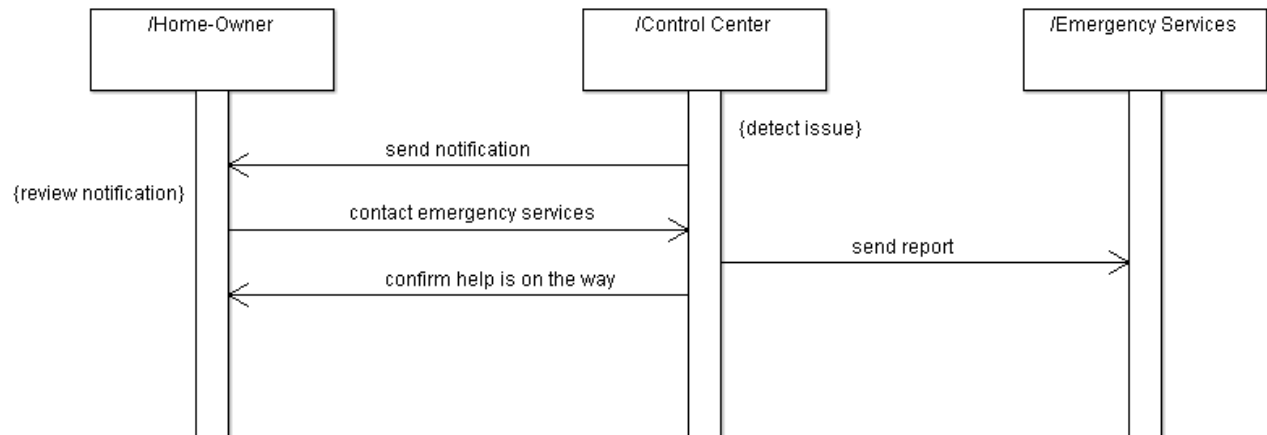 /Home-Owner
/Control Center
/Emergency Services
{detect issue}
send notification
{review notification}
contact emergency services
send report
confirm help is on the way